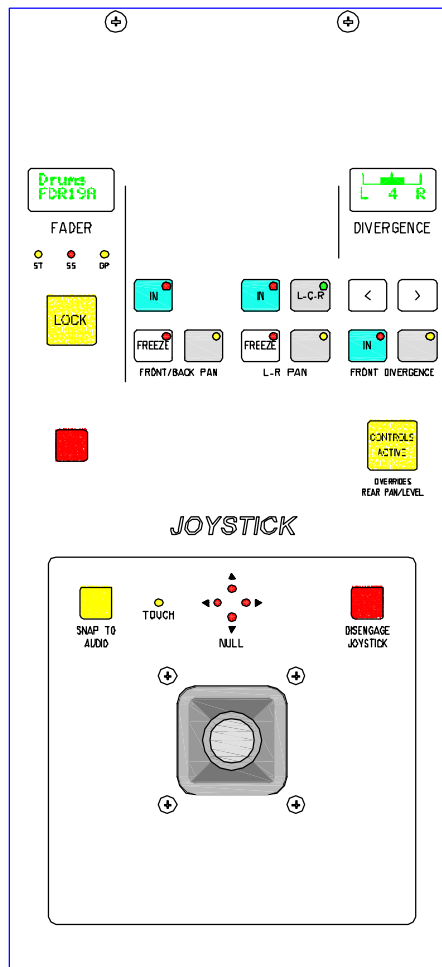 Drums
FDR19A
L 4 R
FADER
DIVERGENCE
ST SS GP
IN
IN
L-C-R
<
>
LOCK
FREEZE
FREEZE
IN
FRONT/BACK PAN
L-R PAN
FRONT DIVERGENCE
CONTROLS
ACTIVE
OVERRIDES
REAR PAN/LEVEL
JOYSTICK
TOUCH
SNAP TO
AUDIO
NULL
DISENGAGE
JOYSTICK